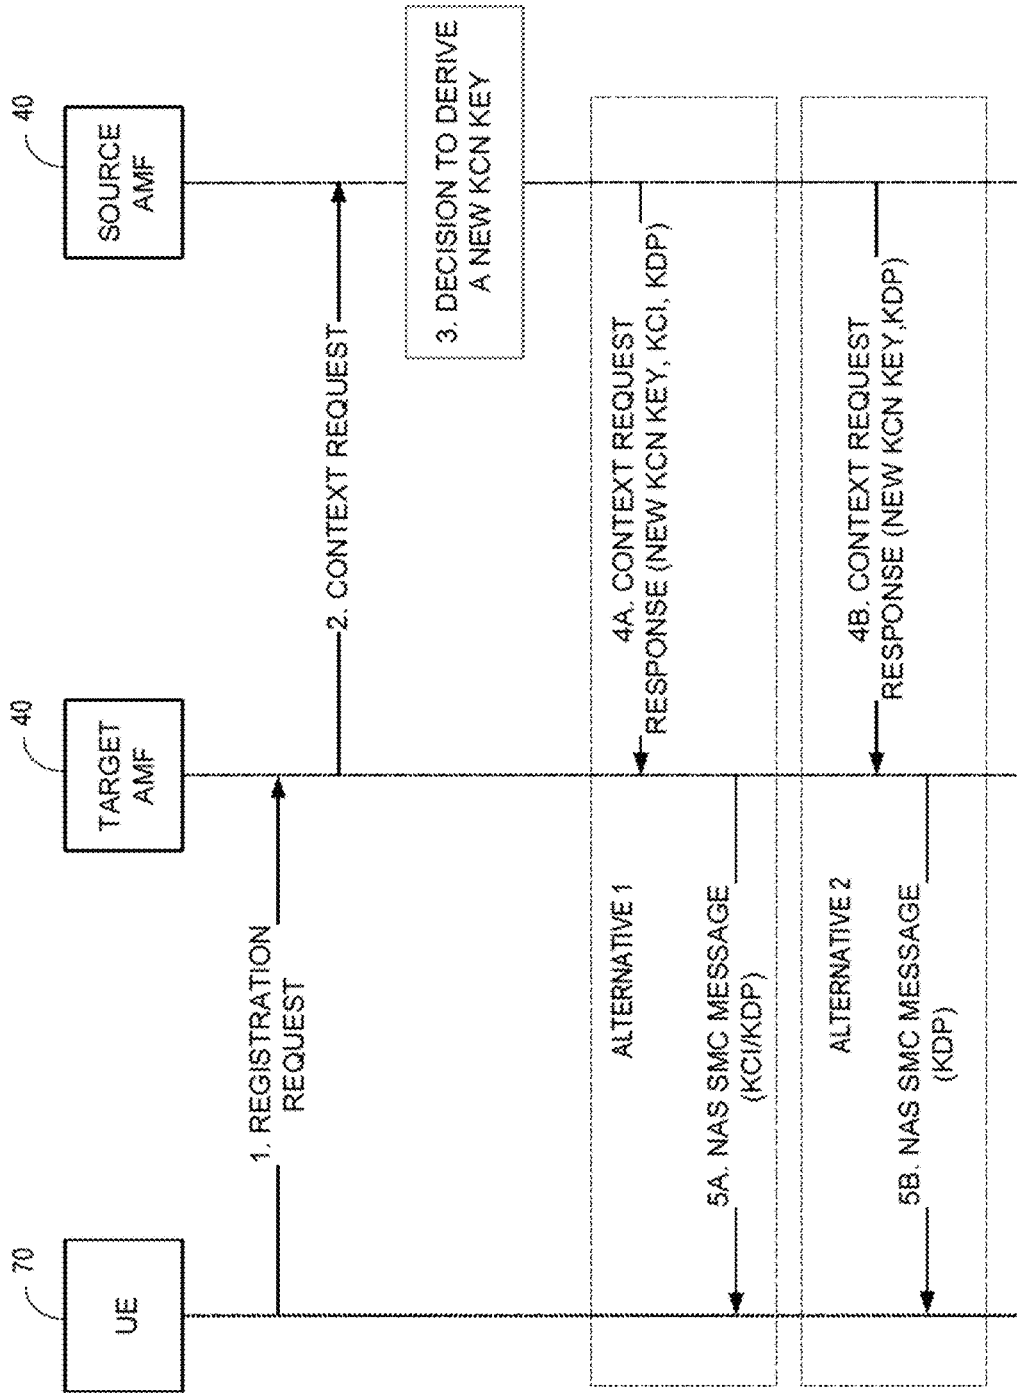 70
UE
40
TARGET
AMF
40
SOURCE
AMF
1. REGISTRATION
REQUEST
2. CONTEXT REQUEST
3. DECISION TO DERIVE
A NEW KCN KEY
ALTERNATIVE 1
4A. CONTEXT REQUEST
RESPONSE (NEW KCN KEY, KCI, KDP)
5A. NAS SMC MESSAGE
(KCI/KDP)
ALTERNATIVE 2
4B. CONTEXT REQUEST
RESPONSE (NEW KCN KEY,KDP)
5B. NAS SMC MESSAGE
(KDP)